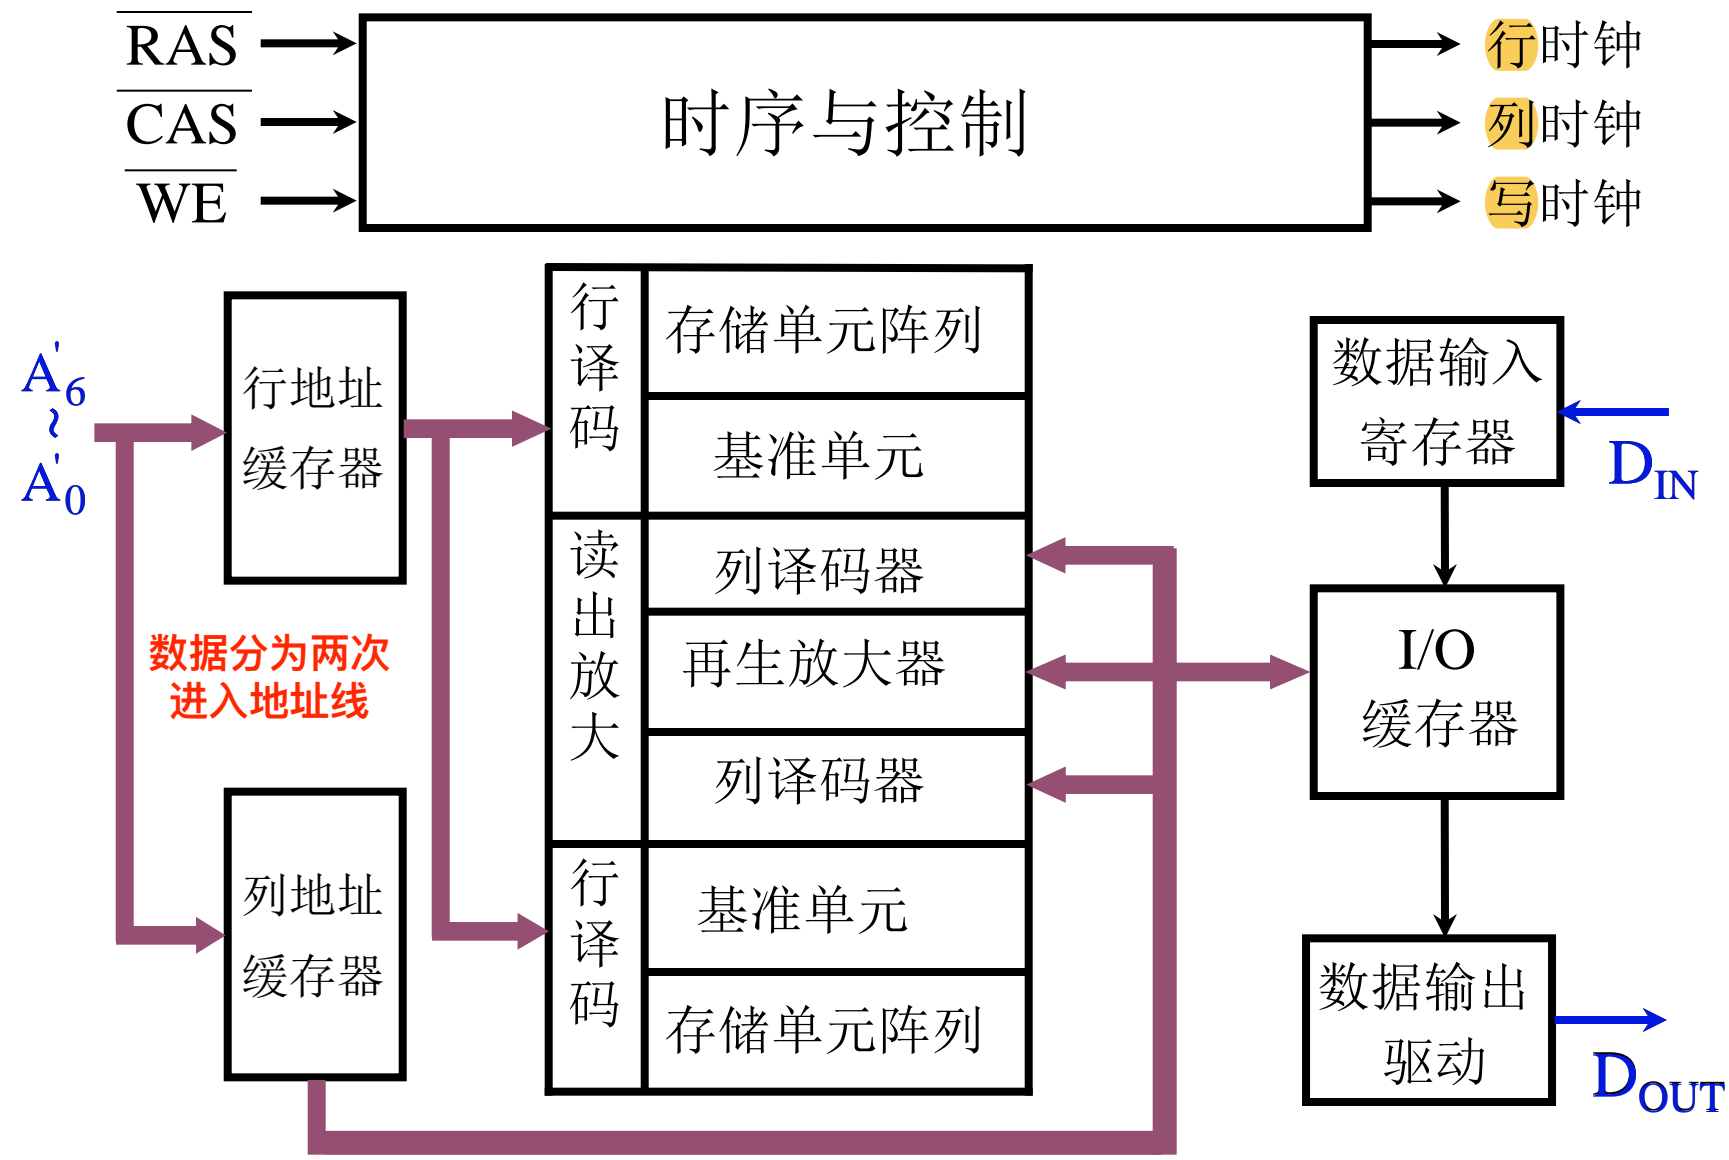 RAS
CAS
WE
时序与控制
行时钟
列时钟
写时钟
A'6
~
A'0
行地址
缓存器
数据分为两次
进入地址线
列地址
缓存器
行译码
存储单元阵列
基准单元
读出放大
列译码器
再生放大器
列译码器
行译码
基准单元
存储单元阵列
数据输入
寄存器
DIN
I/O
缓存器
数据输出
驱动
DOUT